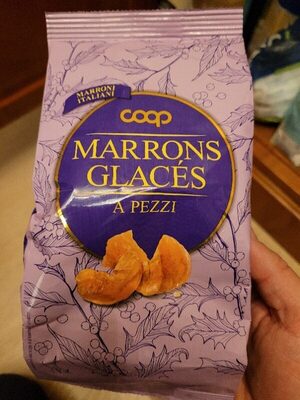 MARRONI
ITALIANI
coop
MARRONS
GLACÉS
A PEZZI